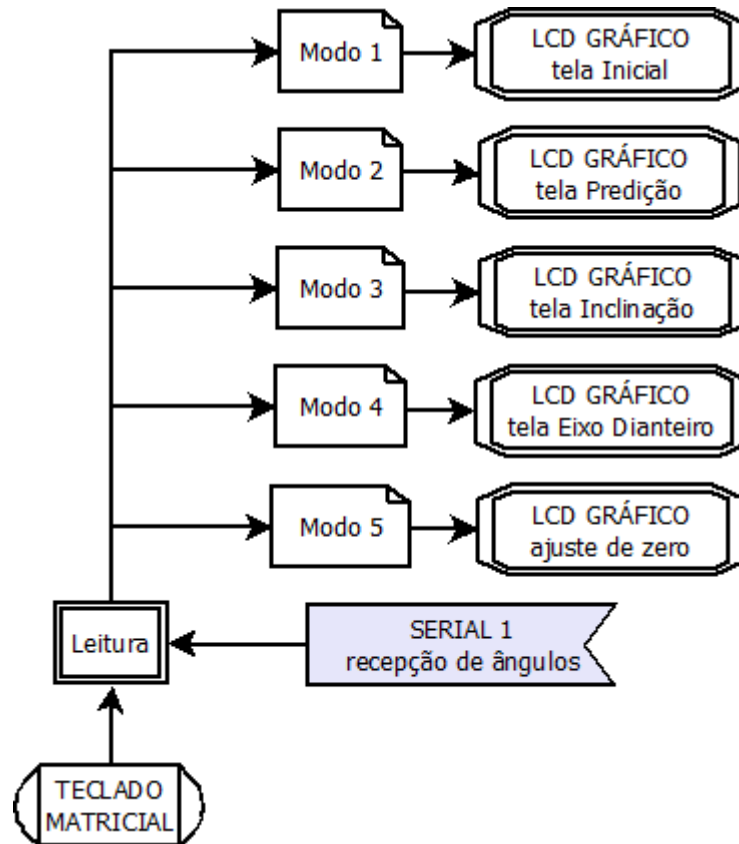 Modo 1
LCD GRÁFICO
tela Inicial
Modo 2
LCD GRÁFICO
tela Predição
Modo 3
LCD GRÁFICO
tela Inclinação
Modo 4
LCD GRÁFICO
tela Eixo Dianteiro
Modo 5
LCD GRÁFICO
ajuste de zero
Leitura
SERIAL 1
recepção de ângulos
TECLADO
MATRICIAL